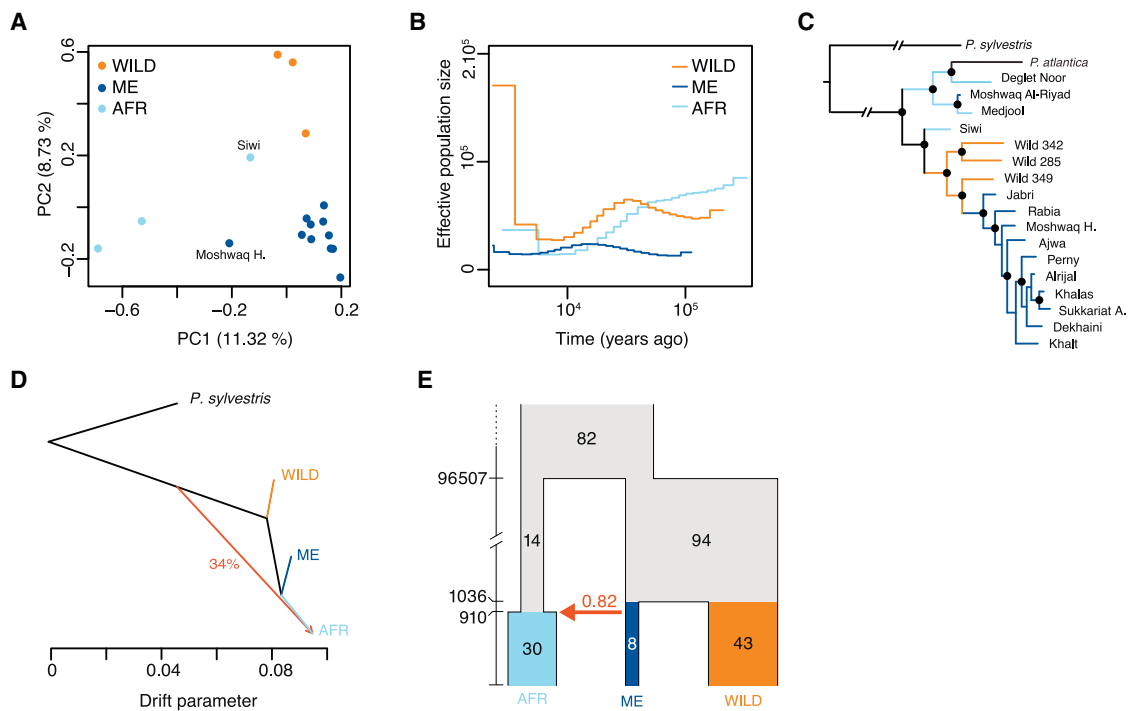 A
0.6
0.2
−0.2
PC2 (8.73 %)
WILD
ME
AFR
Siwi
Moshwaq H.
−0.6
−0.2
0.2
PC1 (11.32 %)
B
2.10⁵
10⁵
0
Effective population size
WILD
ME
AFR
10⁴
10⁵
Time (years ago)
C
P. sylvestris
P. atlantica
Deglet Noor
Moshwaq Al-Riyad
Medjool
Siwi
Wild 342
Wild 285
Wild 349
Jabri
Rabia
Moshwaq H.
Ajwa
Perny
Alrijal
Khalas
Sukkariat A.
Dekhaini
Khalt
D
P. sylvestris
WILD
ME
34%
AFR
0
0.04
0.08
Drift parameter
E
82
96507
14
94
1036
910
0.82
30
8
43
AFR
ME
WILD